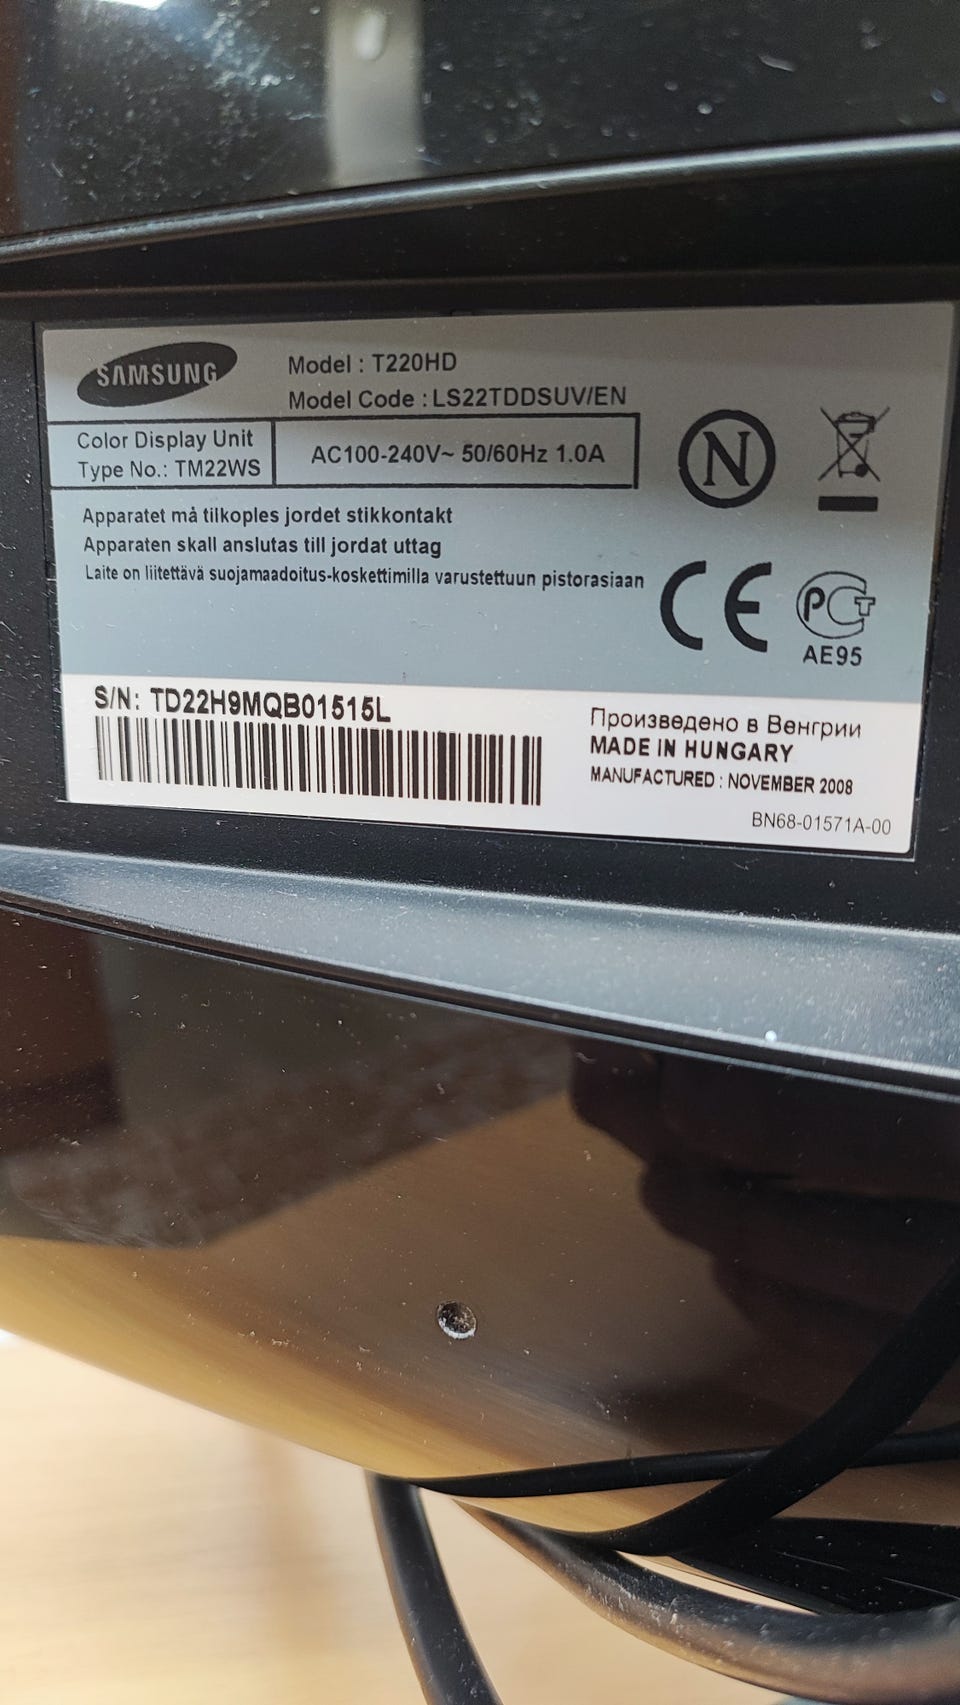 SAMSUNG
Model : T220HD
Model Code : LS22TDDSUV/EN
Color Display Unit
Type No.: TM22WS
AC100-240V~ 50/60Hz 1.0A
N
Apparatet må tilkoples jordet stikkontakt
Apparaten skall anslutas till jordat uttag
Laite on liitettävä suojamaadoitus-koskettimilla varustettuun pistorasiaan
CE
РСТ
AE95
S/N: TD22H9MQB01515L
Произведено в Венгрии
MADE IN HUNGARY
MANUFACTURED : NOVEMBER 2008
BN68-01571A-00